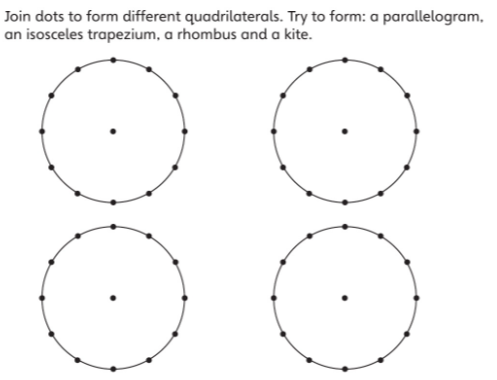 Join dots to form different quadrilaterals. Try to form: a parallelogram,
an isosceles trapezium, a rhombus and a kite.